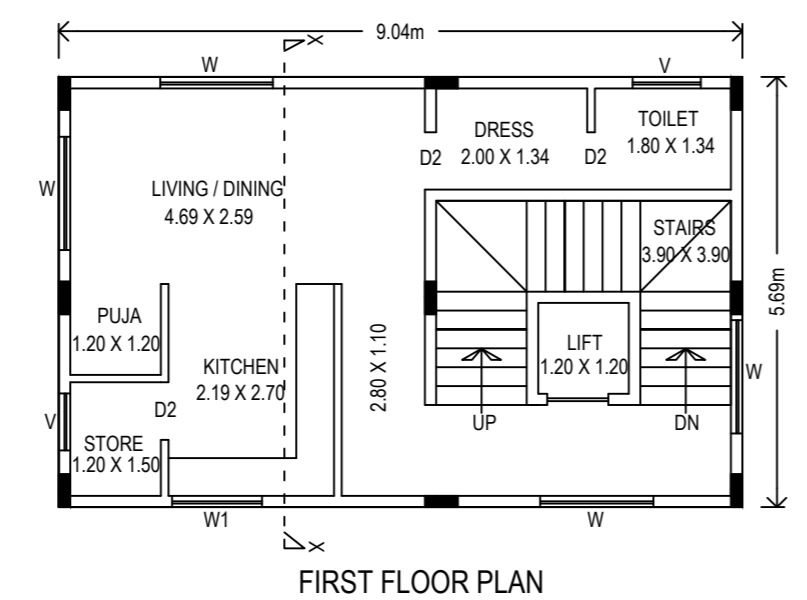 9.04m
X
W
V
DRESS
2.00 X 1.34
TOILET
1.80 X 1.34
D2
D2
W
LIVING / DINING
4.69 X 2.59
STAIRS
3.90 X 3.90
5.69m
PUJA
1.20 X 1.20
KITCHEN
2.19 X 2.70
2.80 X 1.10
LIFT
1.20 X 1.20
W
D2
V
UP
DN
STORE
1.20 X 1.50
W1
W
X
FIRST FLOOR PLAN